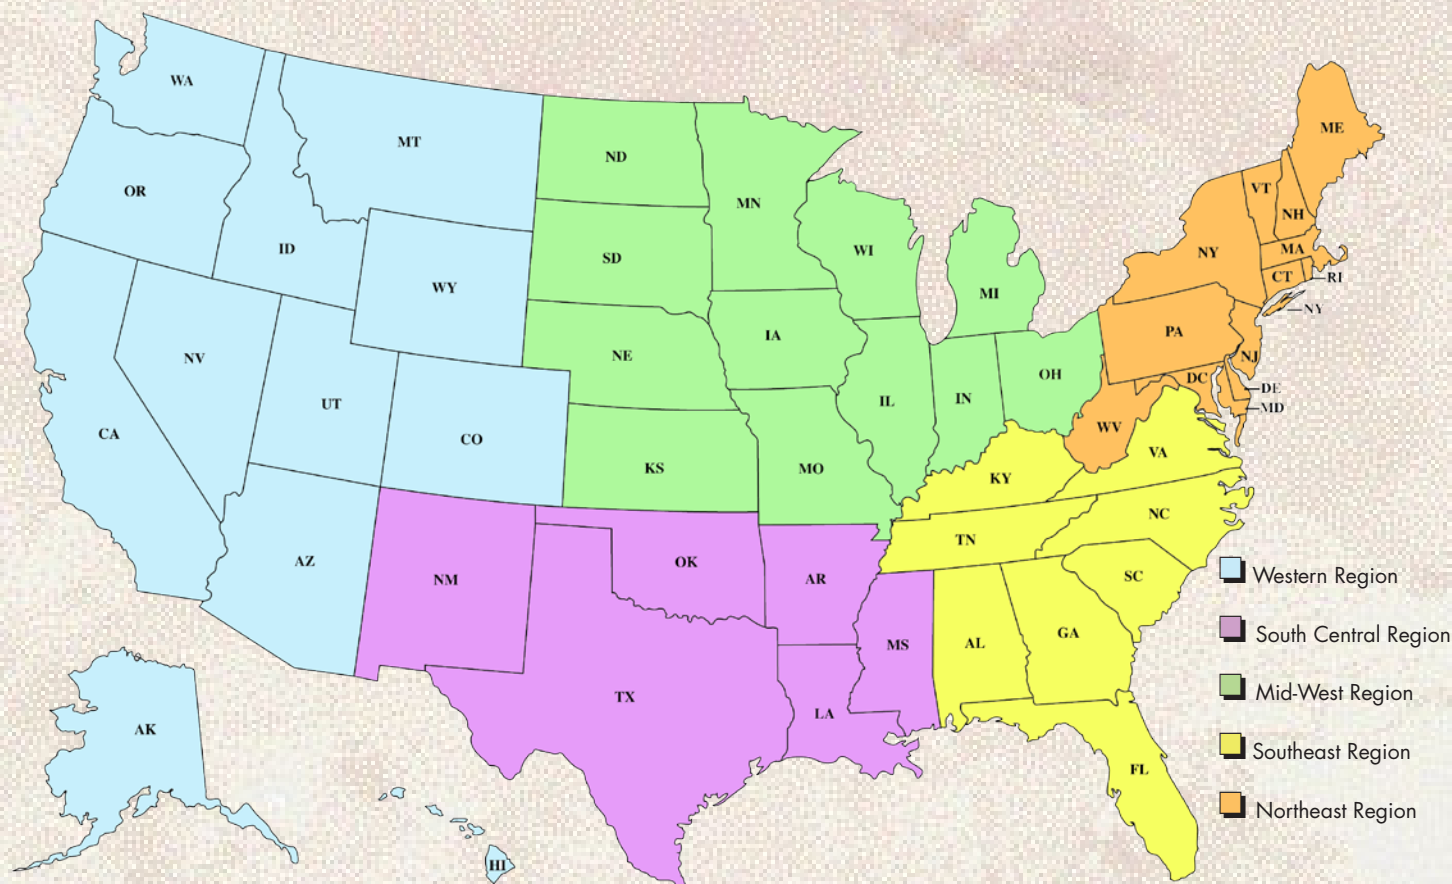 WA
MT
ND
MN
ME
OR
ID
WY
SD
WI
MI
NY
VT
NH
MA
CT
RI
NY
NV
UT
CO
NE
IA
IL
IN
OH
PA
NJ
DE
MD
DC
CA
KS
MO
KY
WV
VA
AZ
NM
OK
AR
TN
NC
SC
TX
LA
MS
AL
GA
FL
AK
HI
Western Region
South Central Region
Mid-West Region
Southeast Region
Northeast Region